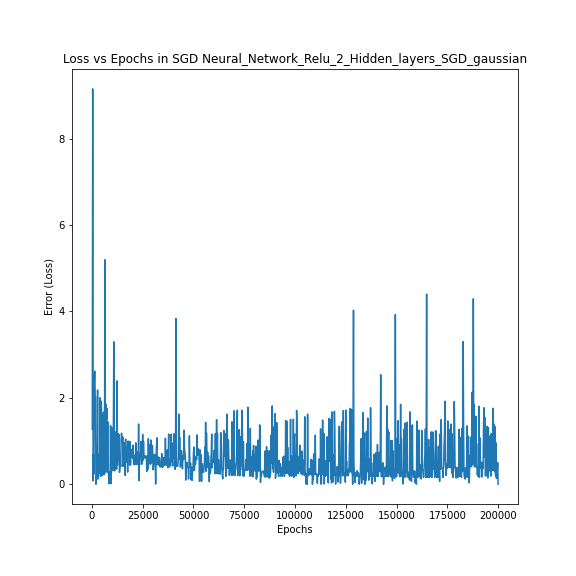 Loss vs Epochs in SGD Neural_Network_Relu_2_Hidden_layers_SGD_gaussian
8
6
4
2
0
Error (Loss)
0 25000 50000 75000 100000 125000 150000 175000 200000
Epochs